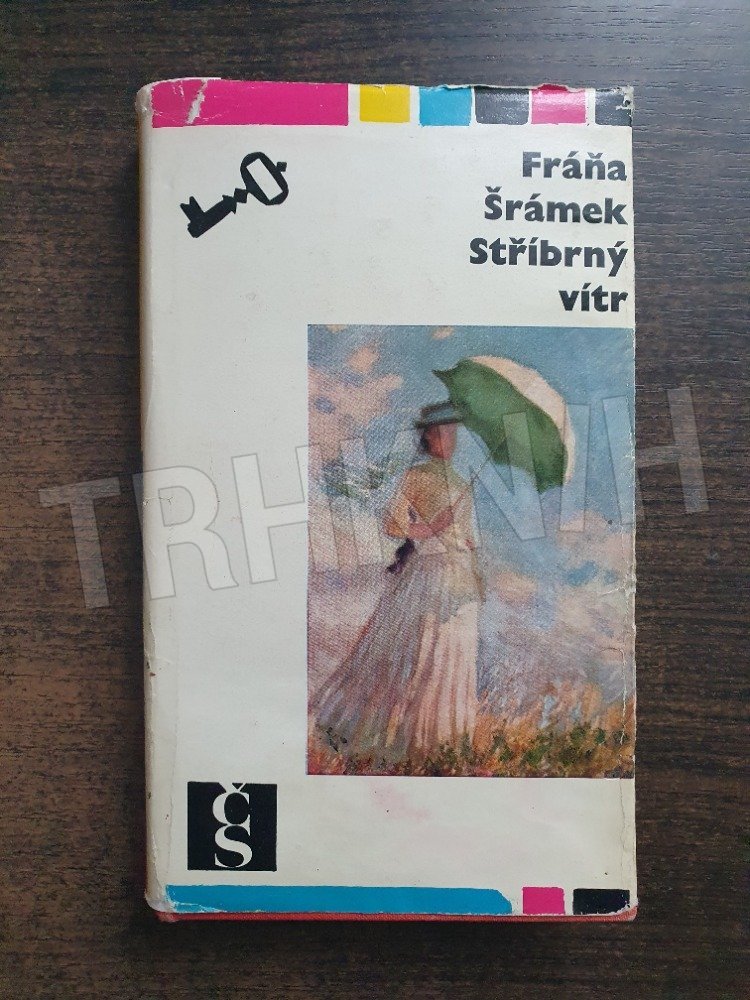 Fráňa
Šrámek
Stříbrný
vítr
TRHKNIH
ČS